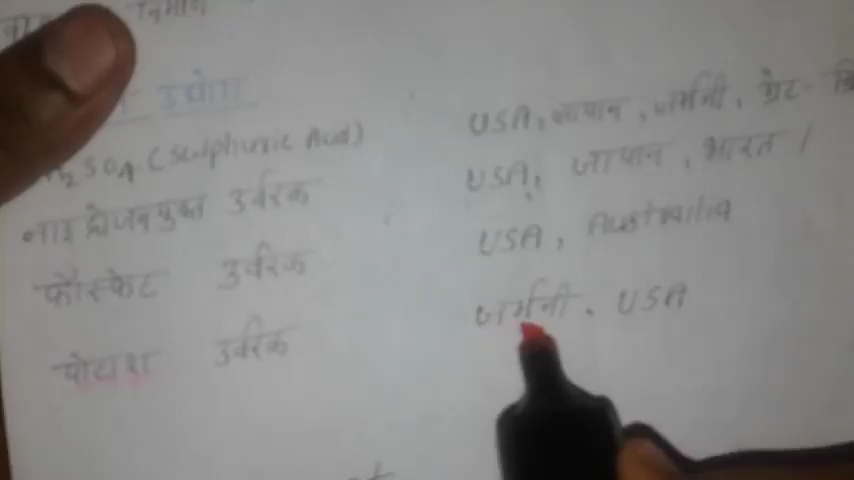 निर्माण
उद्योग
H₂SO₄ (Sulphuric Acid) USA, जापान, जर्मनी, ग्रेट-
नाइट्रोजनयुक्त उर्वरक USA, जापान, भारत।
फॉस्फेट उर्वरक USA, Australia
पोटाश उर्वरक जर्मनी, USA